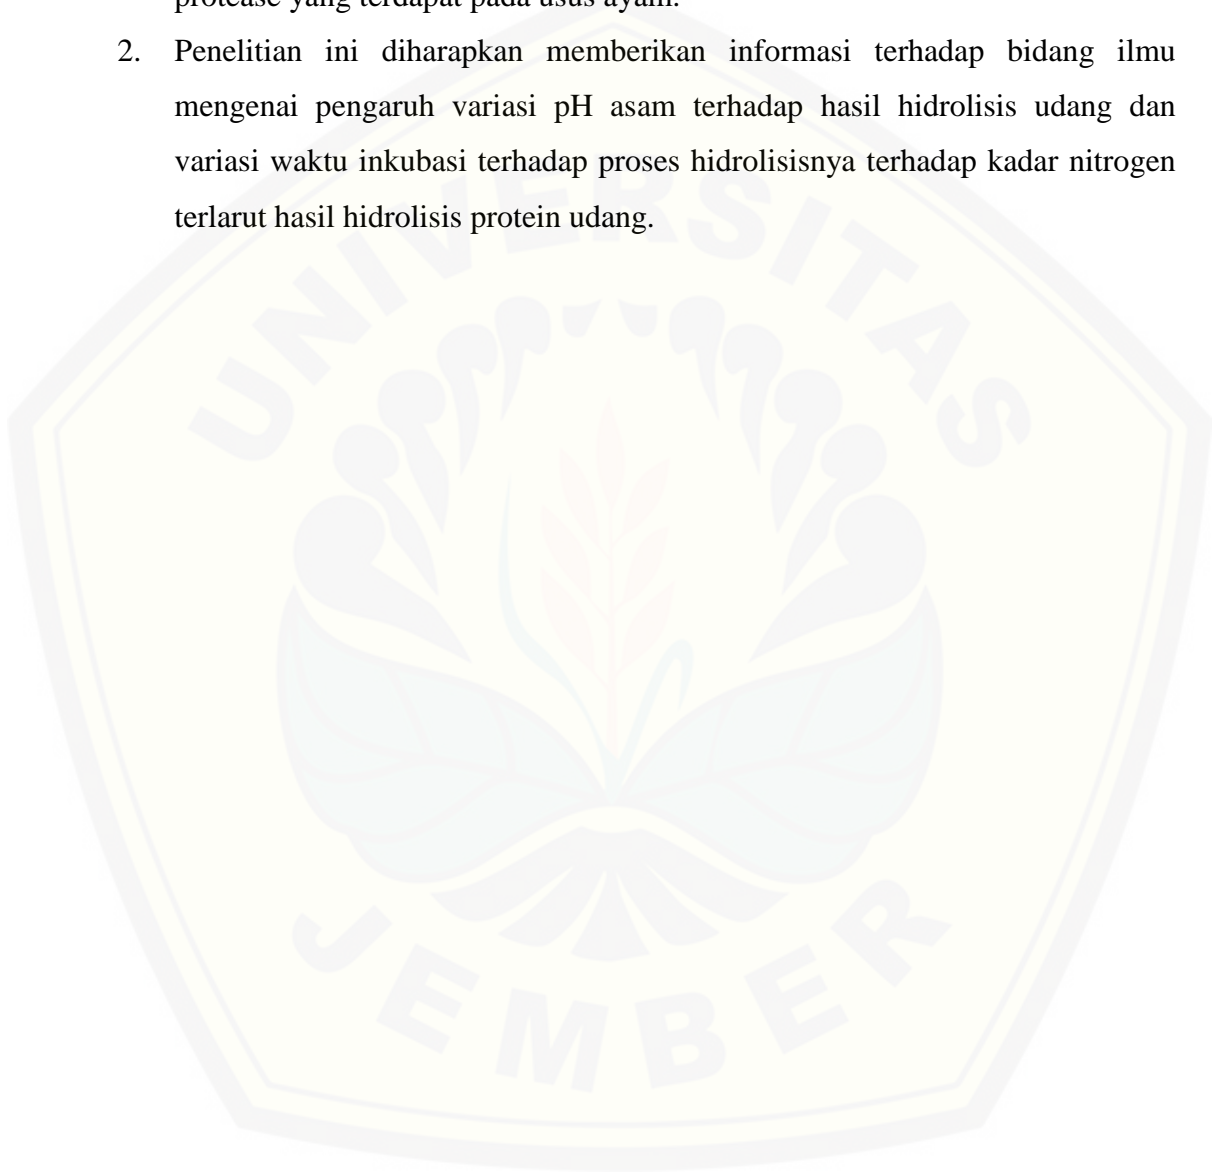 protease yang terdapat pada usus ayam.
2. Penelitian ini diharapkan memberikan informasi terhadap bidang ilmu
mengenai pengaruh variasi pH asam terhadap hasil hidrolisis udang dan
variasi waktu inkubasi terhadap proses hidrolisisnya terhadap kadar nitrogen
terlarut hasil hidrolisis protein udang.
UNIVERSITAS
JEMBER